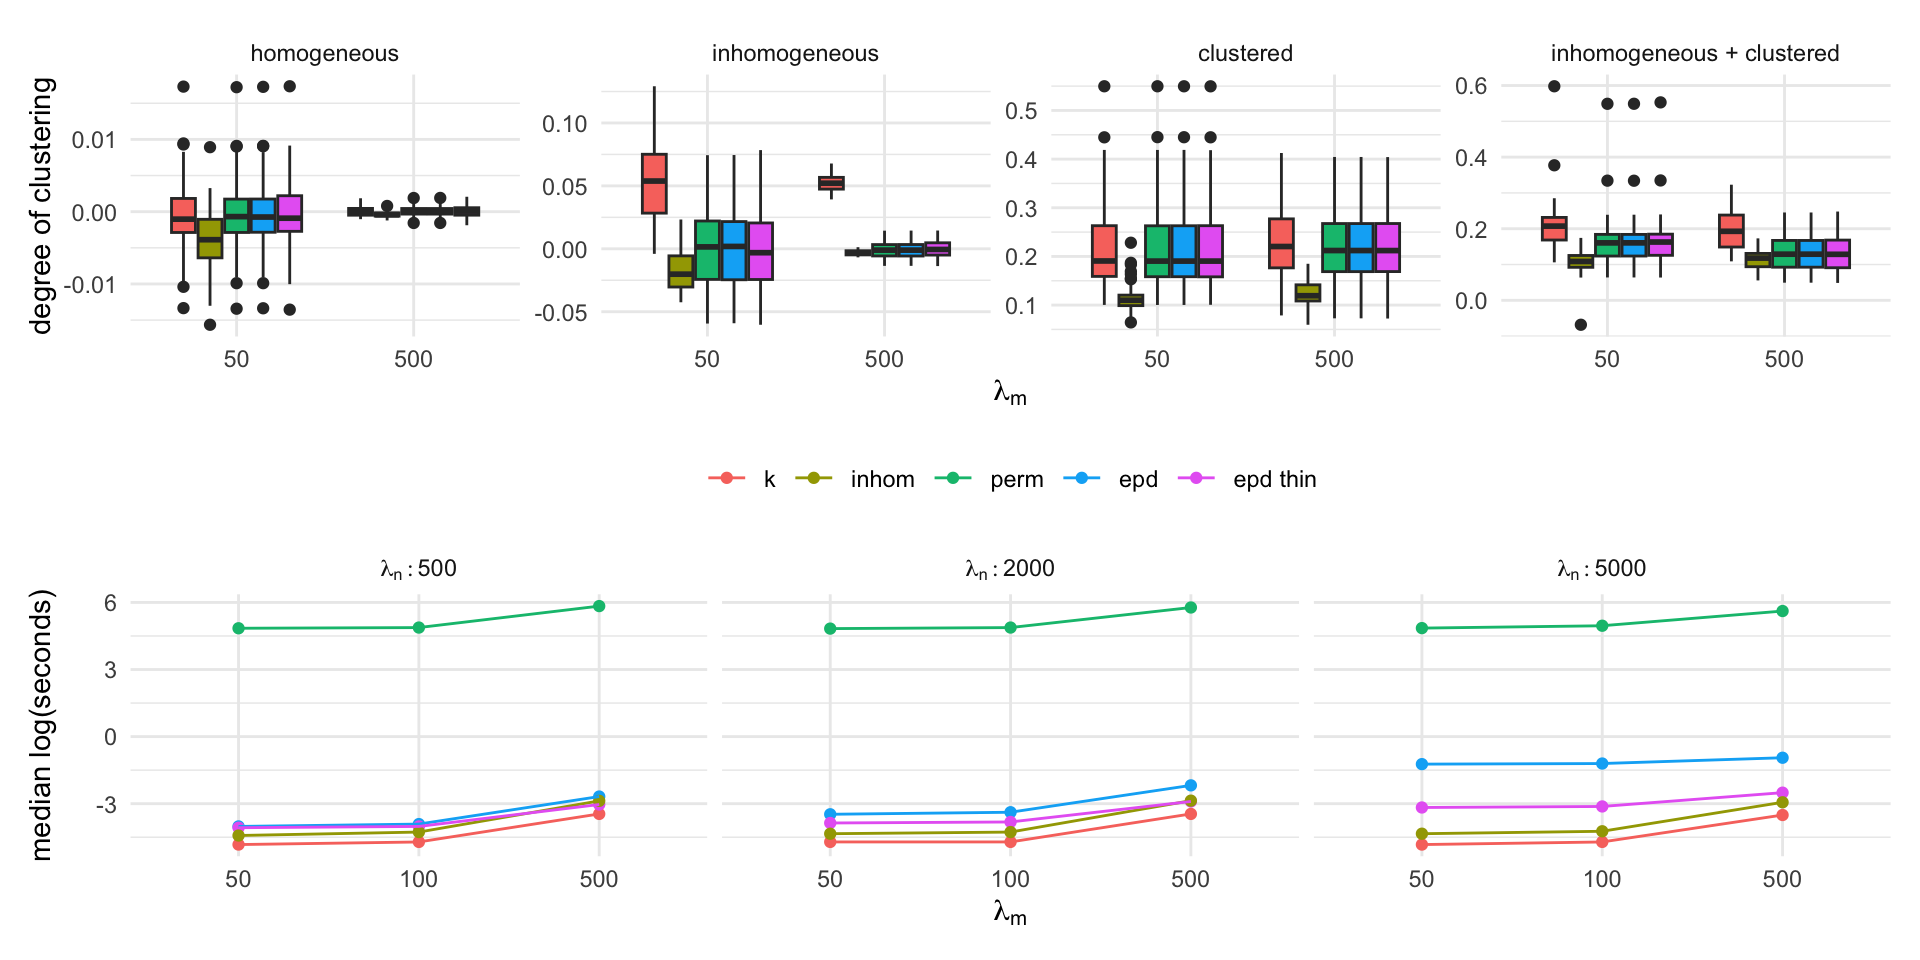 homogeneous inhomogeneous clustered inhomogeneous + clustered
degree of clustering
0.01 0.00 -0.01
0.10 0.05 0.00 -0.05
0.5 0.4 0.3 0.2 0.1
0.6 0.4 0.2 0.0
50 500 50 500 50 500 50 500
λm
k inhom perm epd epd thin
λn : 500 λn : 2000 λn : 5000
median log(seconds)
6
3
0
-3
50 100 500 50 100 500 50 100 500
λm